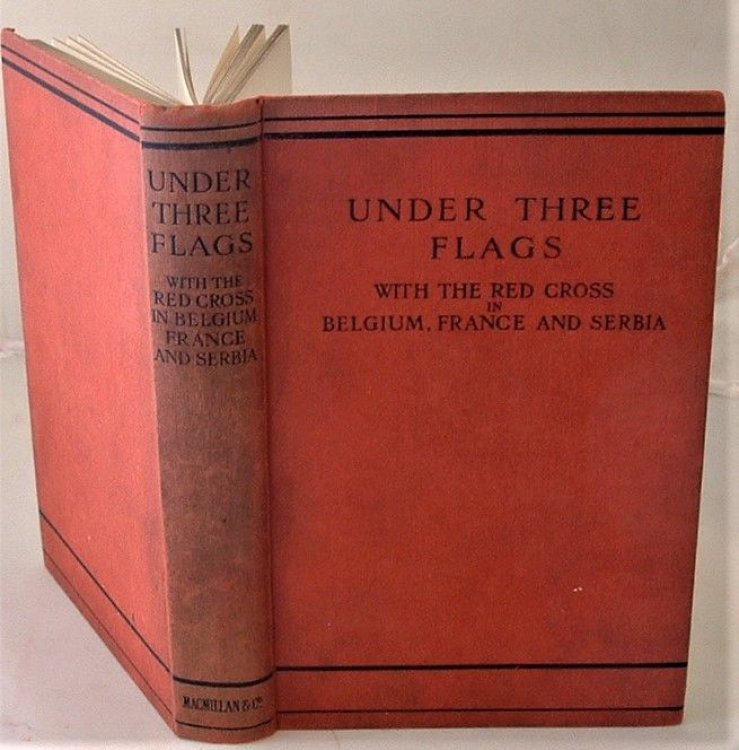 UNDER
THREE
FLAGS
WITH THE
RED CROSS
IN BELGIUM,
FRANCE
AND SERBIA
MACMILLAN & Co.
UNDER THREE
FLAGS
WITH THE RED CROSS
IN
BELGIUM, FRANCE AND SERBIA